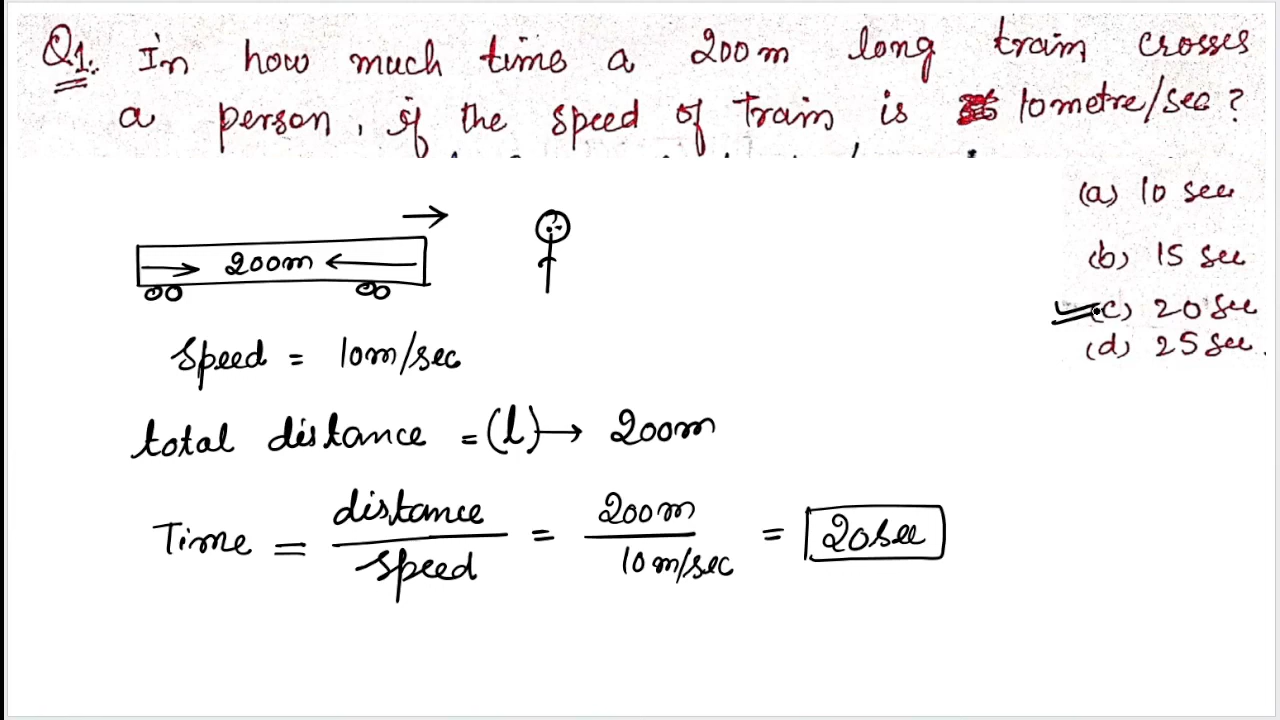 Q1. In how much time a 200m long train crosses
a person, if the speed of train is 10metre/sec?
(a) 10 sec
(b) 15 sec
(c) 20 sec
(d) 25 sec.
200m
Speed = 10m/sec
total distance = (l) → 200m
Time = distance/speed = 200m/10m/sec = 20sec